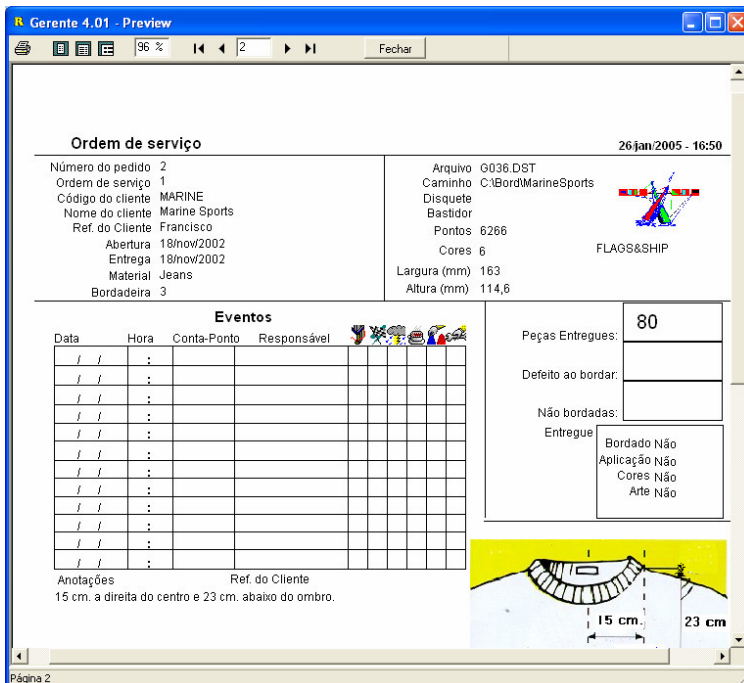 Gerente 4.01 - Preview
96 %
2
Fechar
Ordem de serviço
26/jan/2005 - 16:50
Número do pedido 2
Ordem de serviço 1
Código do cliente MARINE
Nome do cliente Marine Sports
Ref. do Cliente Francisco
Abertura 18/nov/2002
Entrega 18/nov/2002
Material Jeans
Bordadeira 3
Arquivo G036.DST
Caminho C:\Bord\MarineSports
Disquete
Bastidor
Pontos 6266
Cores 6
Largura (mm) 163
Altura (mm) 114,6
FLAGS&SHIP
Eventos
Data Hora Conta-Ponto Responsável
/ / :
/ / :
/ / :
/ / :
/ / :
/ / :
/ / :
/ / :
/ / :
/ / :
/ / :
Peças Entregues: 80
Defeito ao bordar:
Não bordadas:
Entregue
Bordado Não
Aplicação Não
Cores Não
Arte Não
Anotações Ref. do Cliente
15 cm. a direita do centro e 23 cm. abaixo do ombro.
15 cm. 23 cm
Página 2